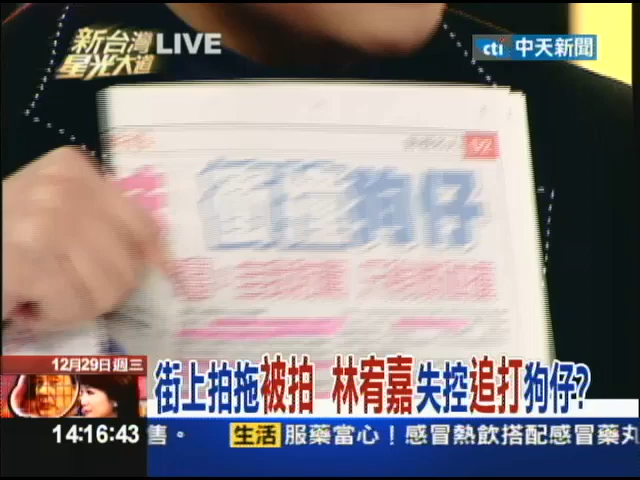 新台灣
星光大道 LIVE
cti 中天新聞
衝撞狗仔
12月29日週三
街上拍拖被拍 林宥嘉失控追打狗仔?
14:16:43 售。 生活 服藥當心!感冒熱飲搭配感冒藥丸